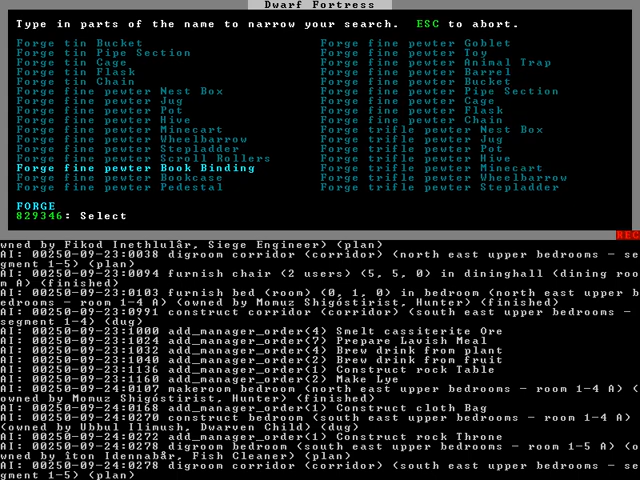 Dwarf Fortress
Type in parts of the name to narrow your search.  ESC to abort.
Forge tin Bucket
Forge tin Pipe Section
Forge tin Cage
Forge tin Flask
Forge tin Chain
Forge fine pewter Nest Box
Forge fine pewter Jug
Forge fine pewter Pot
Forge fine pewter Hive
Forge fine pewter Minecart
Forge fine pewter Wheelbarrow
Forge fine pewter Stepladder
Forge fine pewter Scroll Rollers
Forge fine pewter Book Binding
Forge fine pewter Bookcase
Forge fine pewter Pedestal
Forge fine pewter Goblet
Forge fine pewter Toy
Forge fine pewter Animal Trap
Forge fine pewter Barrel
Forge fine pewter Bucket
Forge fine pewter Pipe Section
Forge fine pewter Cage
Forge fine pewter Flask
Forge fine pewter Chain
Forge trifle pewter Nest Box
Forge trifle pewter Jug
Forge trifle pewter Pot
Forge trifle pewter Hive
Forge trifle pewter Minecart
Forge trifle pewter Wheelbarrow
Forge trifle pewter Stepladder
FORGE
829346: Select
REC
owned by Fikod Inethlulâr, Siege Engineer) (plan)
AI: 00250-09-23:0038 digroom corridor (corridor) (north east upper bedrooms - se
gment 1-5) (plan)
AI: 00250-09-23:0094 furnish chair (2 users) (5, 5, 0) in dininghall (dining roo
m A) (finished)
AI: 00250-09-23:0103 furnish bed (room) (0, 1, 0) in bedroom (north east upper b
edrooms - room 1-4 A) (owned by Momuz Shigóstirist, Hunter) (finished)
AI: 00250-09-23:0991 construct corridor (corridor) (south east upper bedrooms -
segment 1-4) (dug)
AI: 00250-09-23:1000 add_manager_order(4) Smelt cassiterite Ore
AI: 00250-09-23:1024 add_manager_order(7) Prepare Lavish Meal
AI: 00250-09-23:1032 add_manager_order(4) Brew drink from plant
AI: 00250-09-23:1040 add_manager_order(2) Brew drink from fruit
AI: 00250-09-23:1136 add_manager_order(1) Construct rock Table
AI: 00250-09-23:1160 add_manager_order(2) Make Lye
AI: 00250-09-24:0107 makeroom bedroom (north east upper bedrooms - room 1-4 A) (
owned by Momuz Shigóstirist, Hunter) (finished)
AI: 00250-09-24:0168 add_manager_order(1) Construct cloth Bag
AI: 00250-09-24:0270 construct bedroom (south east upper bedrooms - room 1-4 A)
(owned by Ubbul Ilimush, Dwarven Child) (dug)
AI: 00250-09-24:0272 add_manager_order(1) Construct rock Throne
AI: 00250-09-24:0278 digroom bedroom (south east upper bedrooms - room 1-5 A) (o
wned by îton Idennabår, Fish Cleaner) (plan)
AI: 00250-09-24:0278 digroom corridor (corridor) (south east upper bedrooms - se
gment 1-5) (plan)